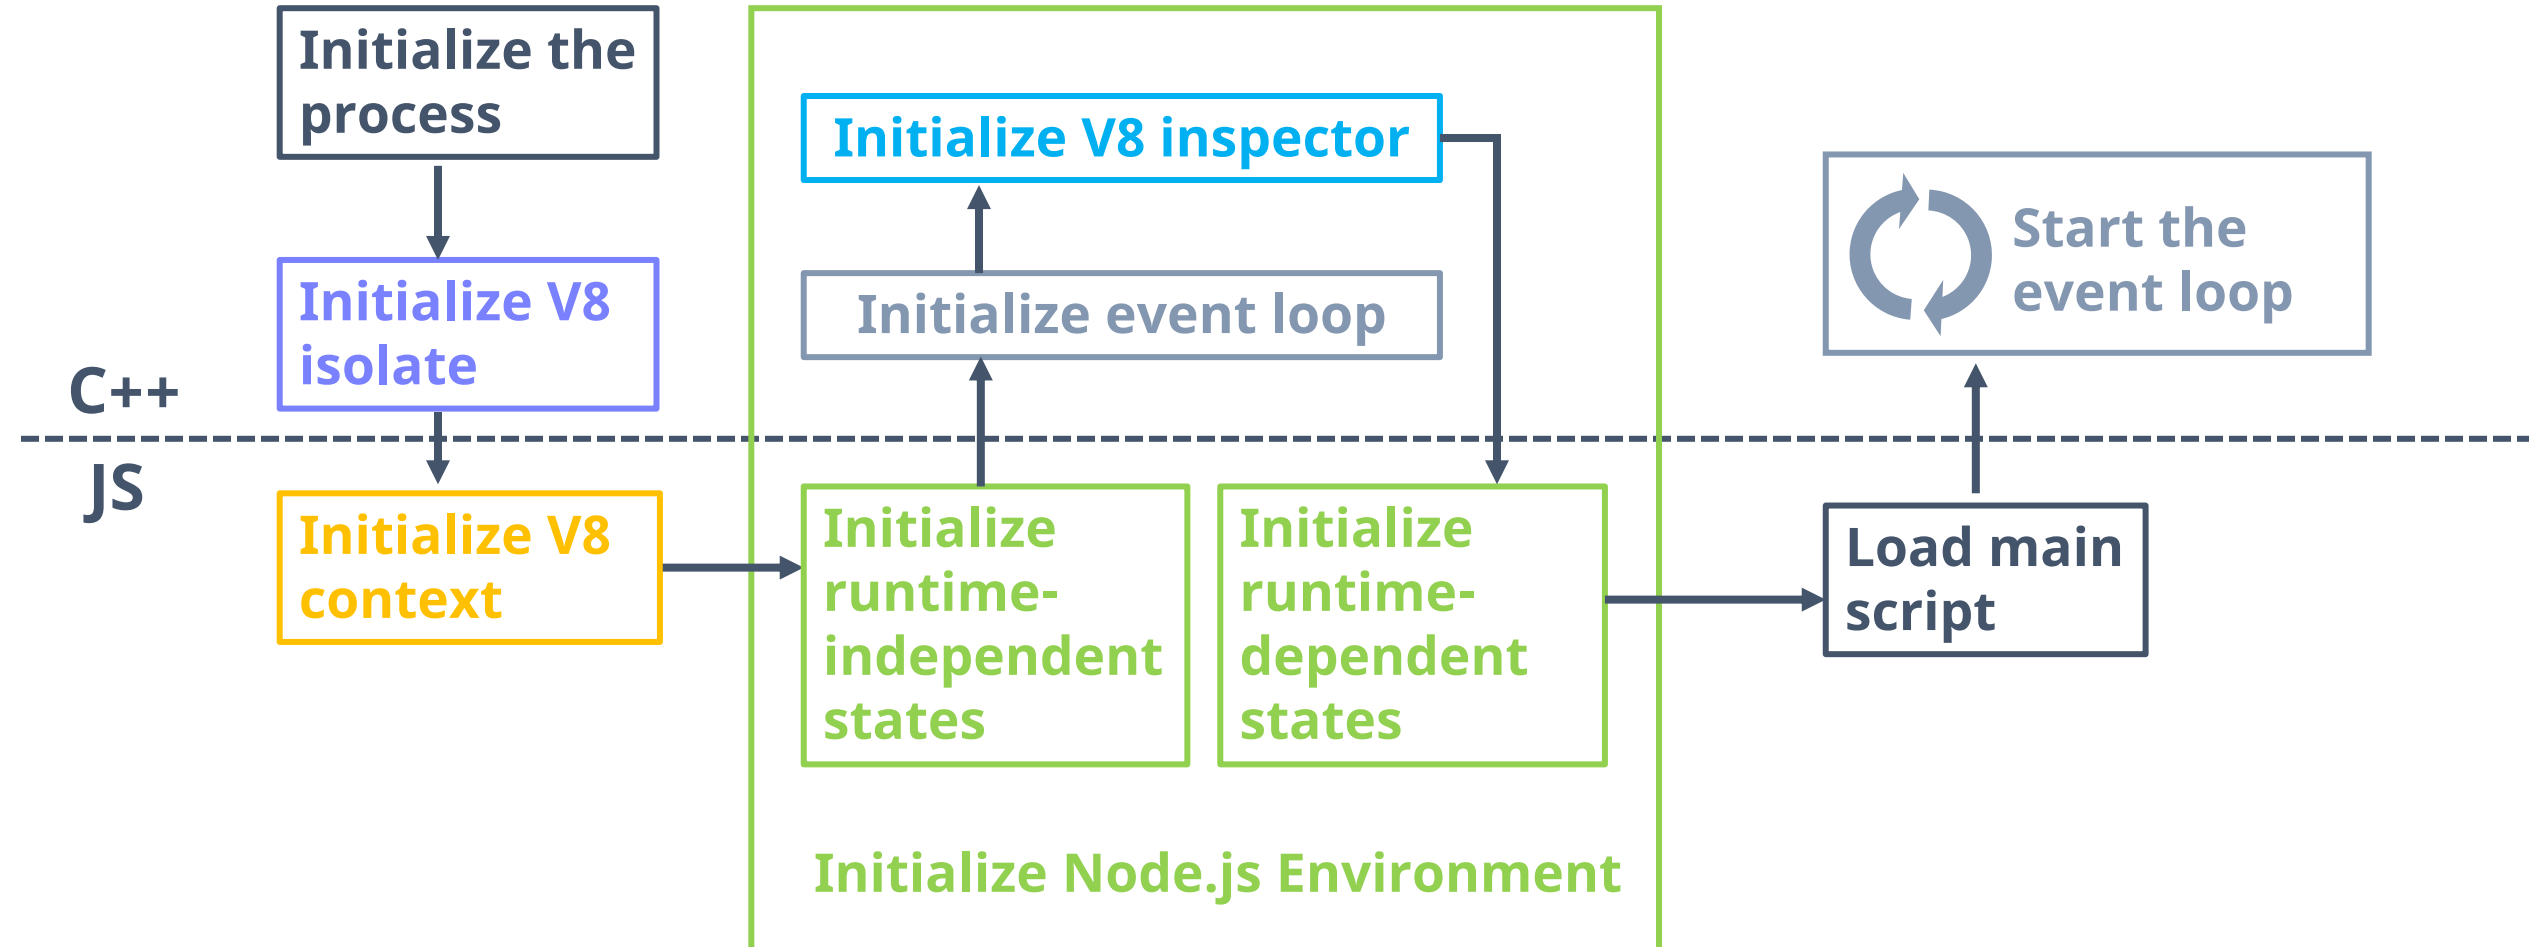 Initialize the
process
Initialize V8
isolate
C++
JS
Initialize V8
context
Initialize V8 inspector
Initialize event loop
Initialize
runtime-
independent
states
Initialize
runtime-
dependent
states
Initialize Node.js Environment
Start the
event loop
Load main
script